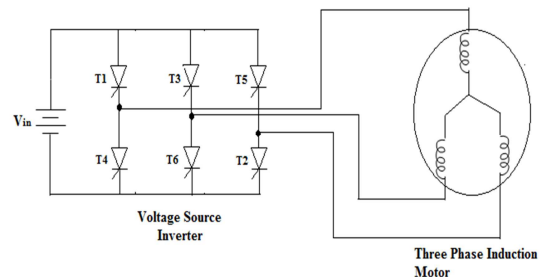 T1
T3
T5
Vin
T4
T6
T2
Voltage Source
Inverter
Three Phase Induction
Motor